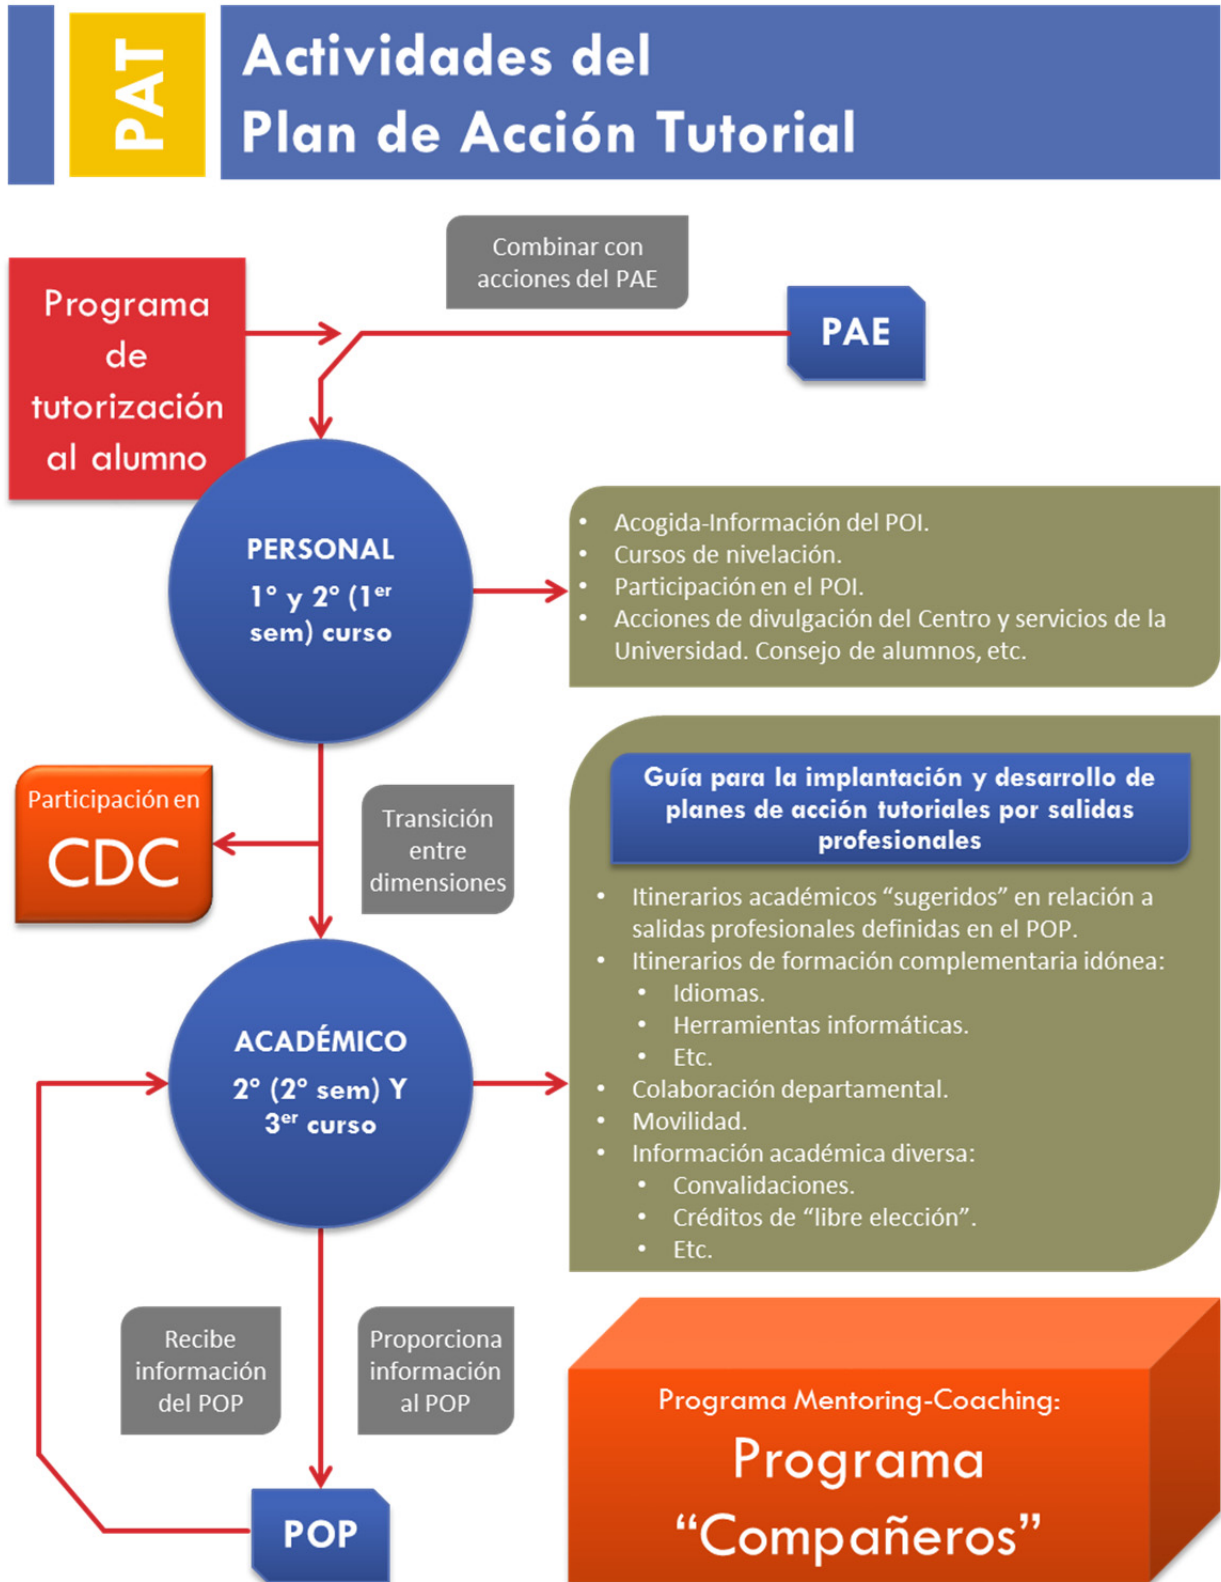 PAT
Actividades del
Plan de Acción Tutorial
Combinar con
acciones del PAE
Programa
de
tutorización
al alumno
PAE
PERSONAL
1º y 2º (1er
sem) curso
• Acogida-Información del POI.
• Cursos de nivelación.
• Participación en el POI.
• Acciones de divulgación del Centro y servicios de la
Universidad. Consejo de alumnos, etc.
Participación en
CDC
Transición
entre
dimensiones
Guía para la implantación y desarrollo de
planes de acción tutoriales por salidas
profesionales
• Itinerarios académicos “sugeridos” en relación a
salidas profesionales definidas en el POP.
• Itinerarios de formación complementaria idónea:
• Idiomas.
• Herramientas informáticas.
• Etc.
• Colaboración departamental.
• Movilidad.
• Información académica diversa:
• Convalidaciones.
• Créditos de “libre elección”.
• Etc.
ACADÉMICO
2º (2º sem) Y
3er curso
Recibe
información
del POP
Proporciona
información
al POP
POP
Programa Mentoring-Coaching:
Programa
“Compañeros”